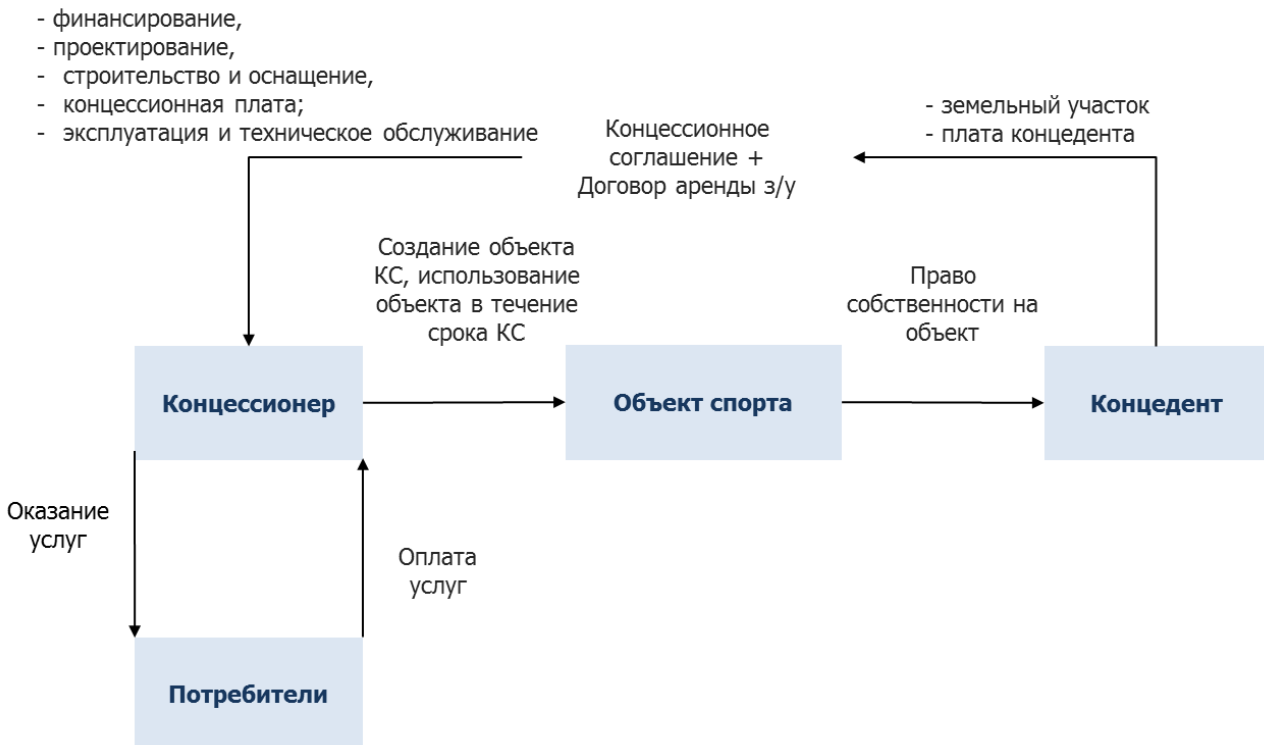 - финансирование,
- проектирование,
- строительство и оснащение,
- концессионная плата;
- эксплуатация и техническое обслуживание
Концессионное
соглашение +
Договор аренды з/у
- земельный участок
- плата концедента
Создание объекта
КС, использование
объекта в течение
срока КС
Право
собственности на
объект
Концессионер
Объект спорта
Концедент
Оказание
услуг
Оплата
услуг
Потребители